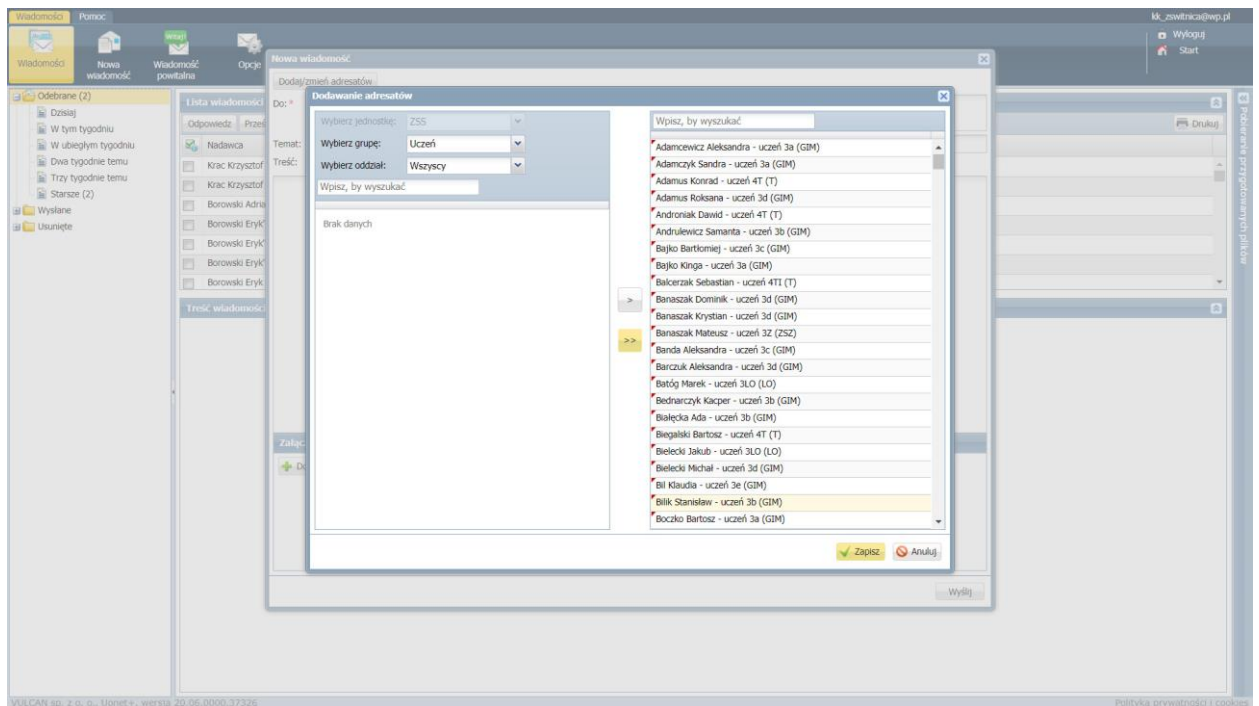 Wiadomości Pomoc kk_zswitnica@wp.pl
Wiadomości
Nowa wiadomość
Witaj!
Wiadomość powitalna
Opcje
Wyloguj
Start
Odebrane (2)
Dzisiaj
W tym tygodniu
W ubiegłym tygodniu
Dwa tygodnie temu
Trzy tygodnie temu
Starsze (2)
Wysłane
Usunięte
Lista wiadomości
Odpowiedz
Drukuj
Nadawca
Krac Krzysztof
Krac Krzysztof
Borowski Adria
Borowski Eryk
Borowski Eryk
Borowski Eryk
Borowski Eryk
Treść wiadomości
Pobieranie przygotowanych plików
Nowa wiadomość
Dodaj/zmień adresatów
Do: *
Temat:
Treść:
Załąc
Wyślij
Dodawanie adresatów
Wybierz jednostkę: ZSS
Wybierz grupę: Uczeń
Wybierz oddział: Wszyscy
Wpisz, by wyszukać
Brak danych
>
>>
Wpisz, by wyszukać
Adamcewicz Aleksandra - uczeń 3a (GIM)
Adamczyk Sandra - uczeń 3a (GIM)
Adamus Konrad - uczeń 4T (T)
Adamus Roksana - uczeń 3d (GIM)
Androniak Dawid - uczeń 4T (T)
Andrulewicz Samanta - uczeń 3b (GIM)
Bajko Bartłomiej - uczeń 3c (GIM)
Bajko Kinga - uczeń 3a (GIM)
Balcerzak Sebastian - uczeń 4TI (T)
Banaszak Dominik - uczeń 3d (GIM)
Banaszak Krystian - uczeń 3d (GIM)
Banaszak Mateusz - uczeń 3Z (ZSZ)
Banda Aleksandra - uczeń 3c (GIM)
Barczuk Aleksandra - uczeń 3d (GIM)
Batóg Marek - uczeń 3LO (LO)
Bednarczyk Kacper - uczeń 3b (GIM)
Białęcka Ada - uczeń 3b (GIM)
Biegalski Bartosz - uczeń 4T (T)
Bielecki Jakub - uczeń 3LO (LO)
Bielecki Michał - uczeń 3d (GIM)
Bil Klaudia - uczeń 3e (GIM)
Bilik Stanisław - uczeń 3b (GIM)
Boczko Bartosz - uczeń 3a (GIM)
Zapisz Anuluj
VULCAN sp. z o. o., Uonet+, wersja 20.06.0000.37326 Polityka prywatności i cookies